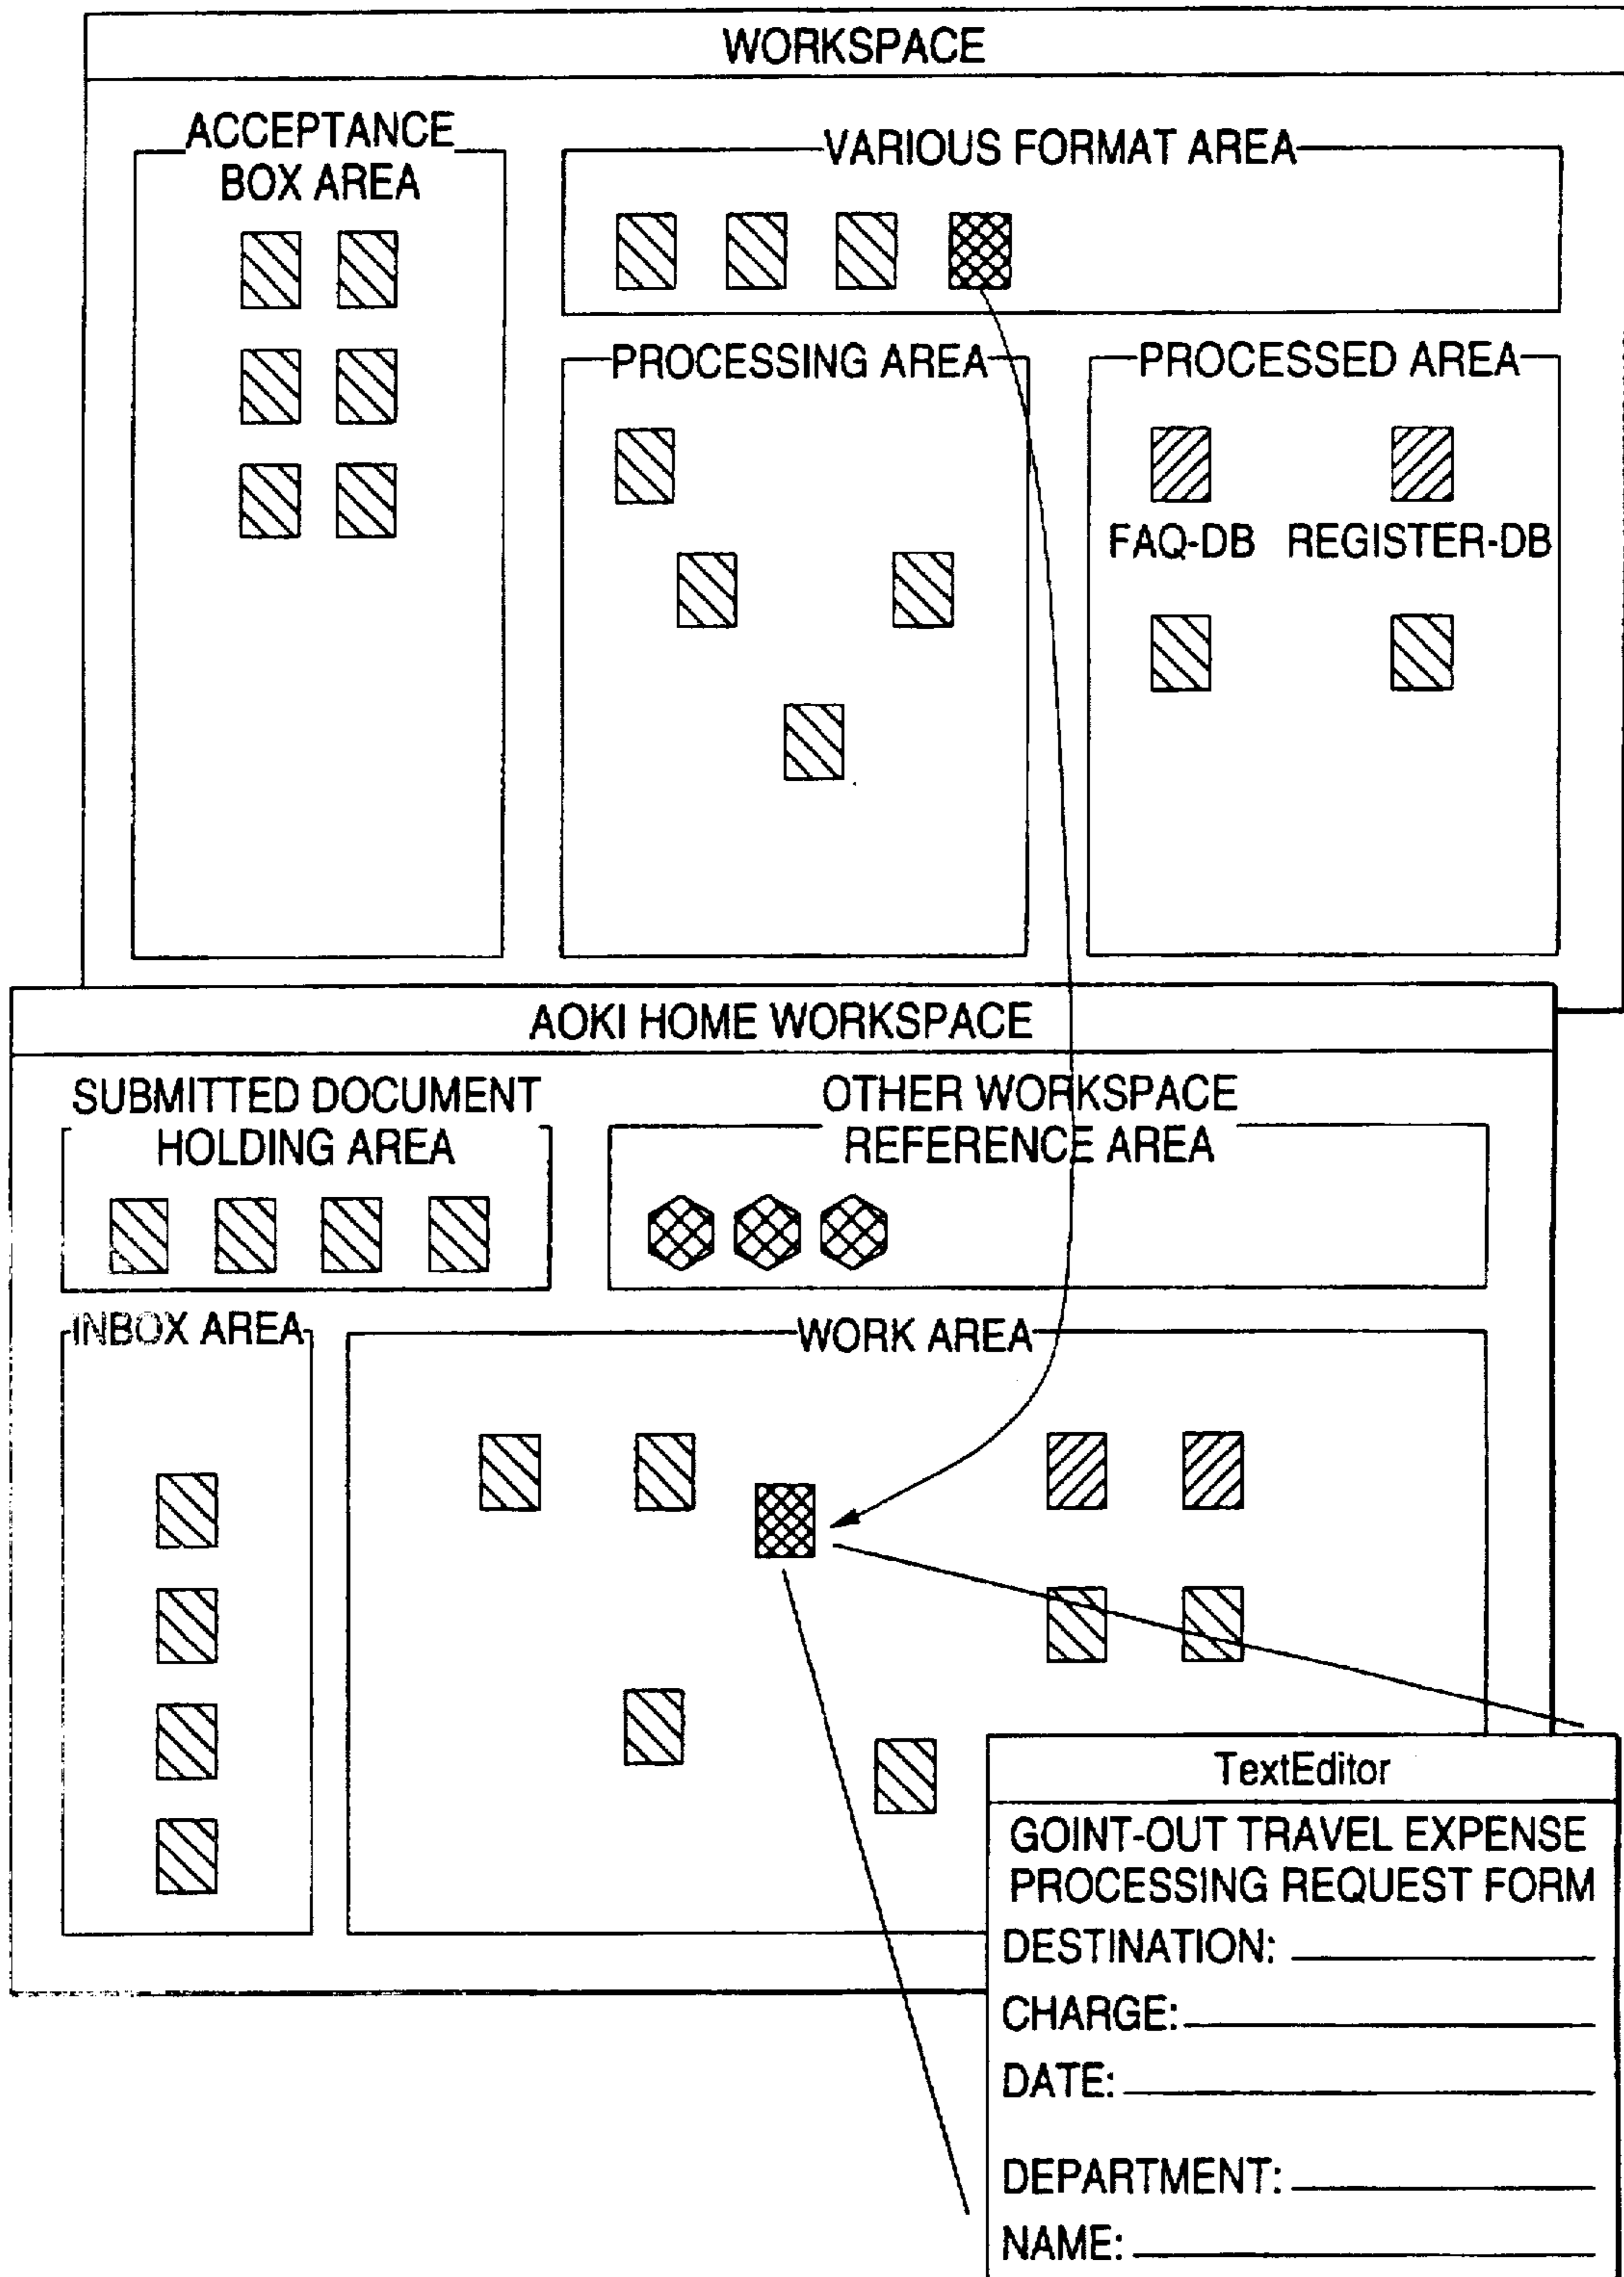 WORKSPACE
ACCEPTANCE
BOX AREA
VARIOUS FORMAT AREA
PROCESSING AREA
PROCESSED AREA
FAQ-DB
REGISTER-DB
AOKI HOME WORKSPACE
SUBMITTED DOCUMENT
HOLDING AREA
OTHER WORKSPACE
REFERENCE AREA
INBOX AREA
WORK AREA
TextEditor
GOINT-OUT TRAVEL EXPENSE
PROCESSING REQUEST FORM
DESTINATION:
CHARGE:
DATE:
DEPARTMENT:
NAME: